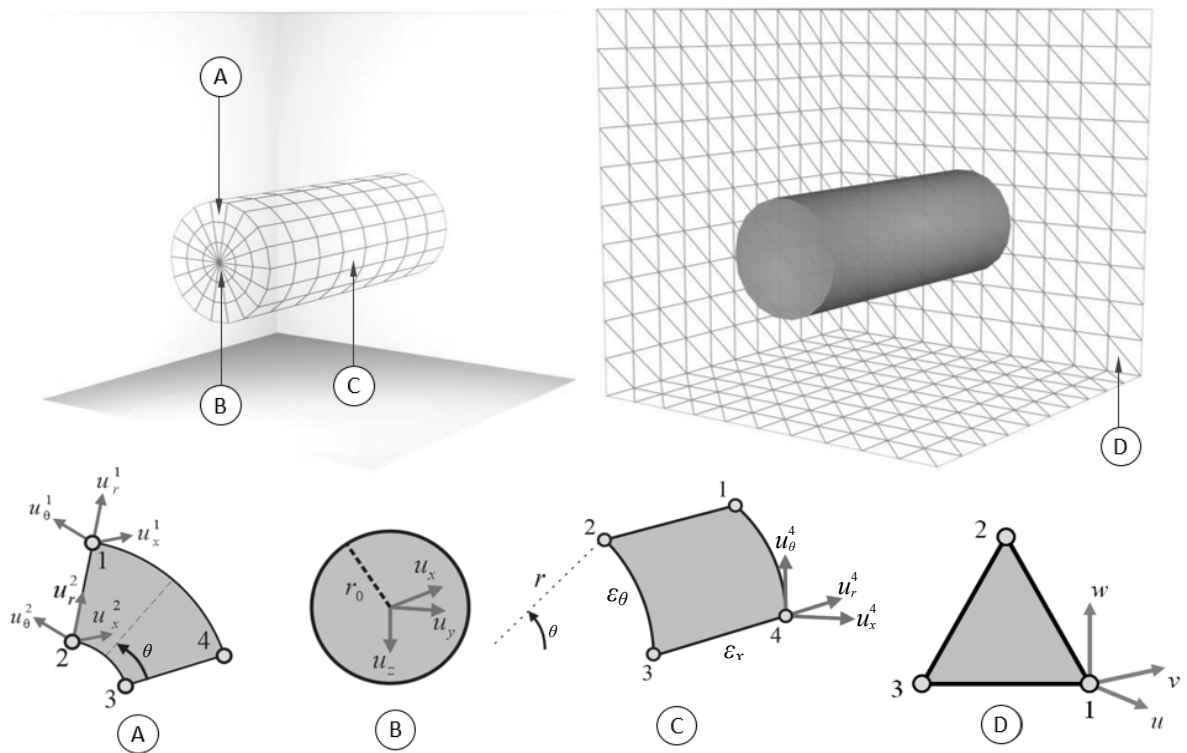 A
B
C
D
u_r^1
u_θ^1
u_x^1
1
u_r^2
u_θ^2
u_x^2
2
θ
4
3
A
r_0
u_x
u_y
u_z
B
1
2
u_θ^4
r
ε_θ
u_r^4
θ
4
u_x^4
3
ε_x
C
2
w
v
3
1
u
D